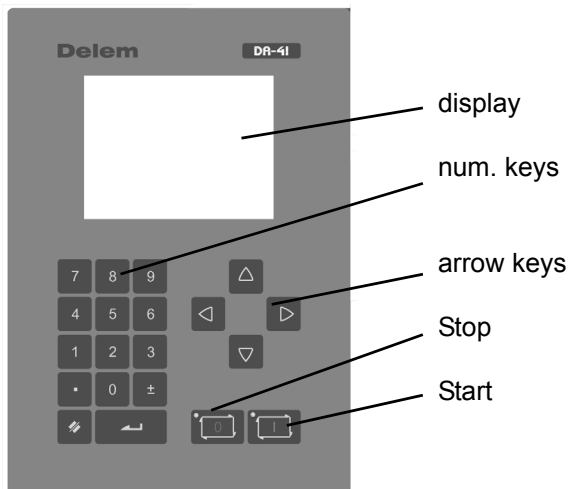 Delem DA-41
display
num. keys
7 8 9
arrow keys
4 5 6
Stop
1 2 3
Start
. 0 ±
0 I